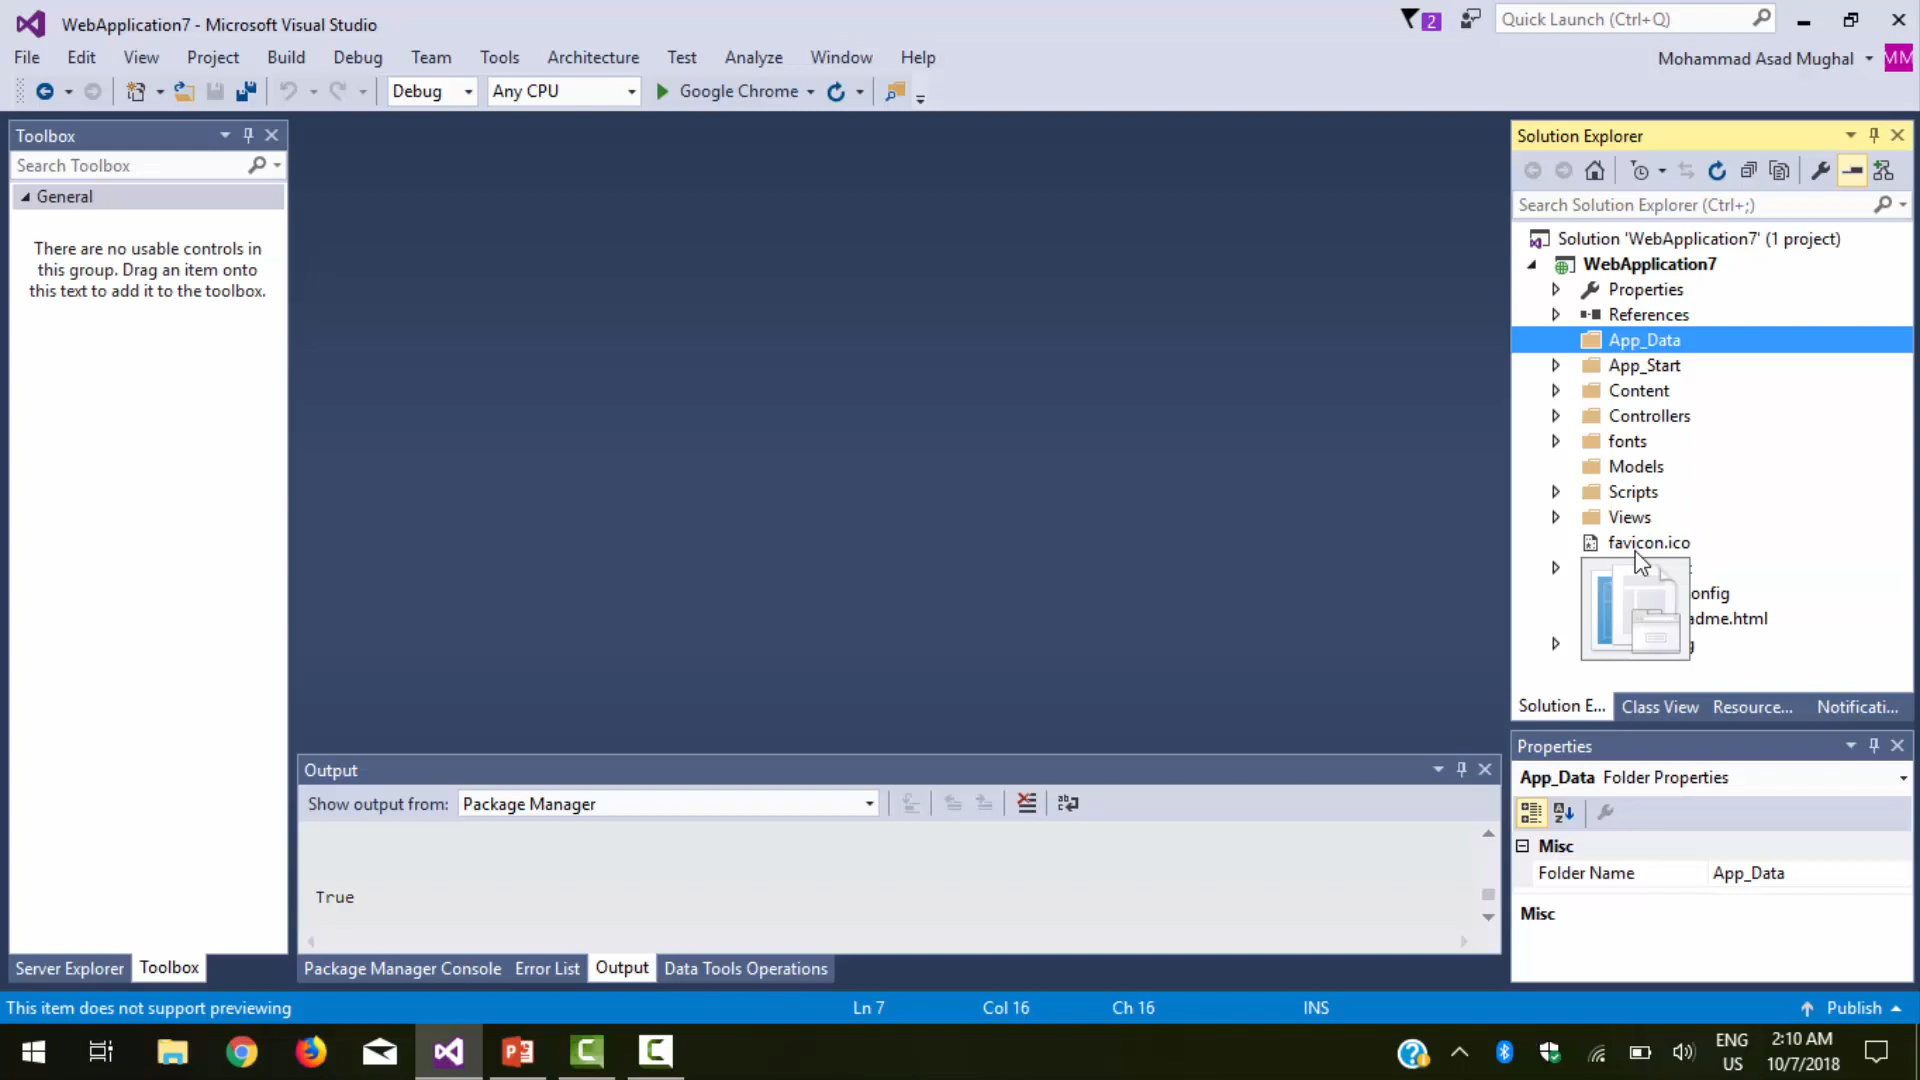 WebApplication7 - Microsoft Visual Studio
2
Quick Launch (Ctrl+Q)
File Edit View Project Build Debug Team Tools Architecture Test Analyze Window Help
Mohammad Asad Mughal
MM
Debug Any CPU Google Chrome
Toolbox
Search Toolbox
General
There are no usable controls in
this group. Drag an item onto
this text to add it to the toolbox.
Server Explorer Toolbox
Output
Show output from: Package Manager
True
Package Manager Console Error List Output Data Tools Operations
Solution Explorer
Search Solution Explorer (Ctrl+;)
Solution 'WebApplication7' (1 project)
WebApplication7
Properties
References
App_Data
App_Start
Content
Controllers
fonts
Models
Scripts
Views
favicon.ico
onfig
adme.html
g
Solution E... Class View Resource... Notificati...
Properties
App_Data Folder Properties
Misc
Folder Name App_Data
Misc
This item does not support previewing Ln 7 Col 16 Ch 16 INS Publish
ENG
US
2:10 AM
10/7/2018